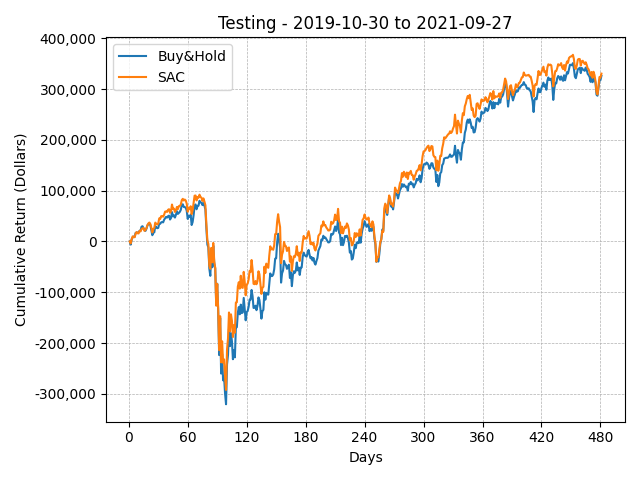 Testing - 2019-10-30 to 2021-09-27
Buy&Hold
SAC
Cumulative Return (Dollars)
400,000
300,000
200,000
100,000
0
-100,000
-200,000
-300,000
0 60 120 180 240 300 360 420 480
Days